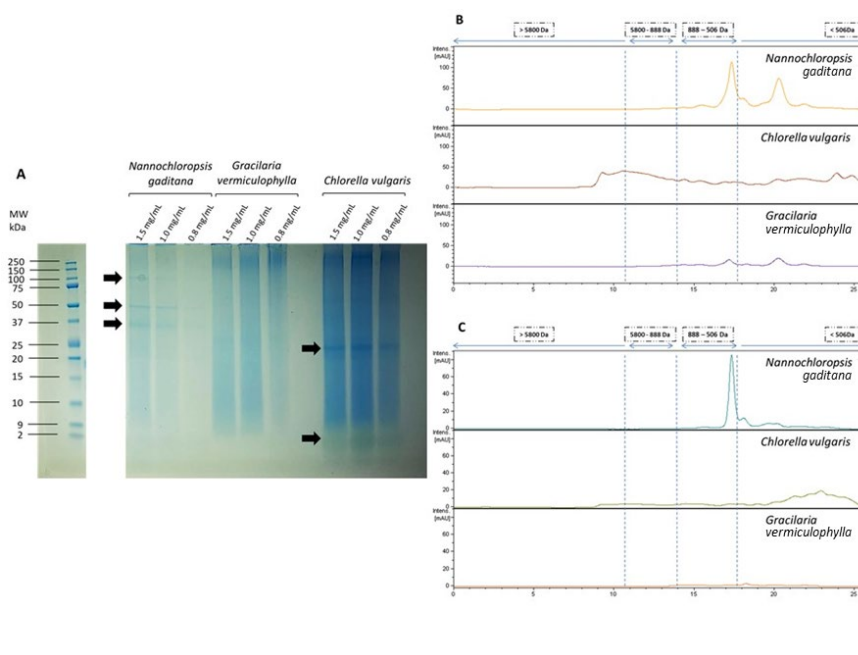 A
MW
kDa
250
150
100
75
50
37
25
20
15
10
9
2
Nannochloropsis
gaditana
Gracilaria
vermiculophylla
Chlorella vulgaris
1.5 mg/mL
1.0 mg/mL
0.8 mg/mL
1.5 mg/mL
1.0 mg/mL
0.8 mg/mL
1.5 mg/mL
1.0 mg/mL
0.8 mg/mL
B
> 5800 Da
5800 - 888 Da
888 – 506 Da
< 506Da
Intens.
[mAU]
100
50
0
Nannochloropsis
gaditana
Intens.
[mAU]
100
50
0
Chlorella vulgaris
Intens.
[mAU]
100
50
0
Gracilaria
vermiculophylla
0
5
10
15
20
25
C
> 5800 Da
5800 - 888 Da
888 – 506 Da
< 506Da
Intens.
[mAU]
60
40
20
0
Nannochloropsis
gaditana
Intens.
[mAU]
60
40
20
0
Chlorella vulgaris
Intens.
[mAU]
60
40
20
0
Gracilaria
vermiculophylla
0
5
10
15
20
25